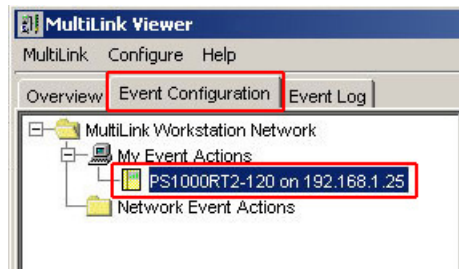 MultiLink Viewer
MultiLink Configure Help
Overview Event Configuration Event Log
MultiLink Workstation Network
My Event Actions
PS1000RT2-120 on 192.168.1.25
Network Event Actions